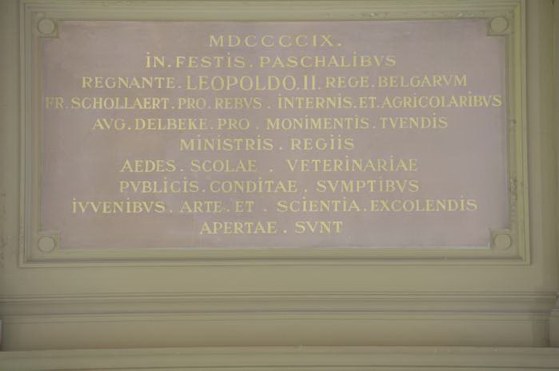 MDCCCCIX.
IN.FESTIS.PASCHALIBVS
REGNANTE.LEOPOLDO.II.REGE.BELGARVM
FR.SCHOLLAERT.PRO.REBVS.INTERNIS.ET.AGRICOLARIBVS
AVG.DELBEKE.PRO.MONIMENTIS.TVENDIS
MINISTRIS.REGIIS
AEDES.SCOLAE.VETERINARIAE
PVBLICIS.CONDITAE.SVMPTIBVS
IVVENIBVS.ARTE.ET.SCIENTIA.EXCOLENDIS
APERTAE.SVNT